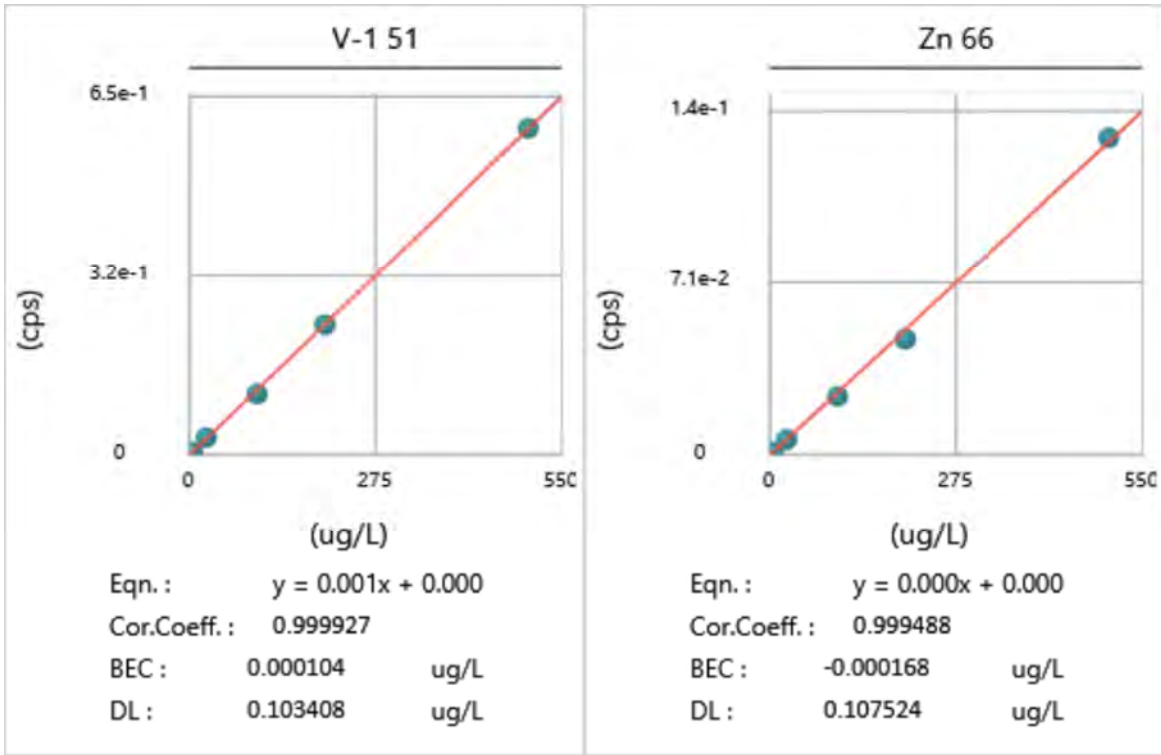 V-1 51
6.5e-1
3.2e-1
0
(cps)
0 275 550
(ug/L)
Eqn. : y = 0.001x + 0.000
Cor.Coeff. : 0.999927
BEC : 0.000104 ug/L
DL : 0.103408 ug/L
Zn 66
1.4e-1
7.1e-2
0
(cps)
0 275 550
(ug/L)
Eqn. : y = 0.000x + 0.000
Cor.Coeff. : 0.999488
BEC : -0.000168 ug/L
DL : 0.107524 ug/L